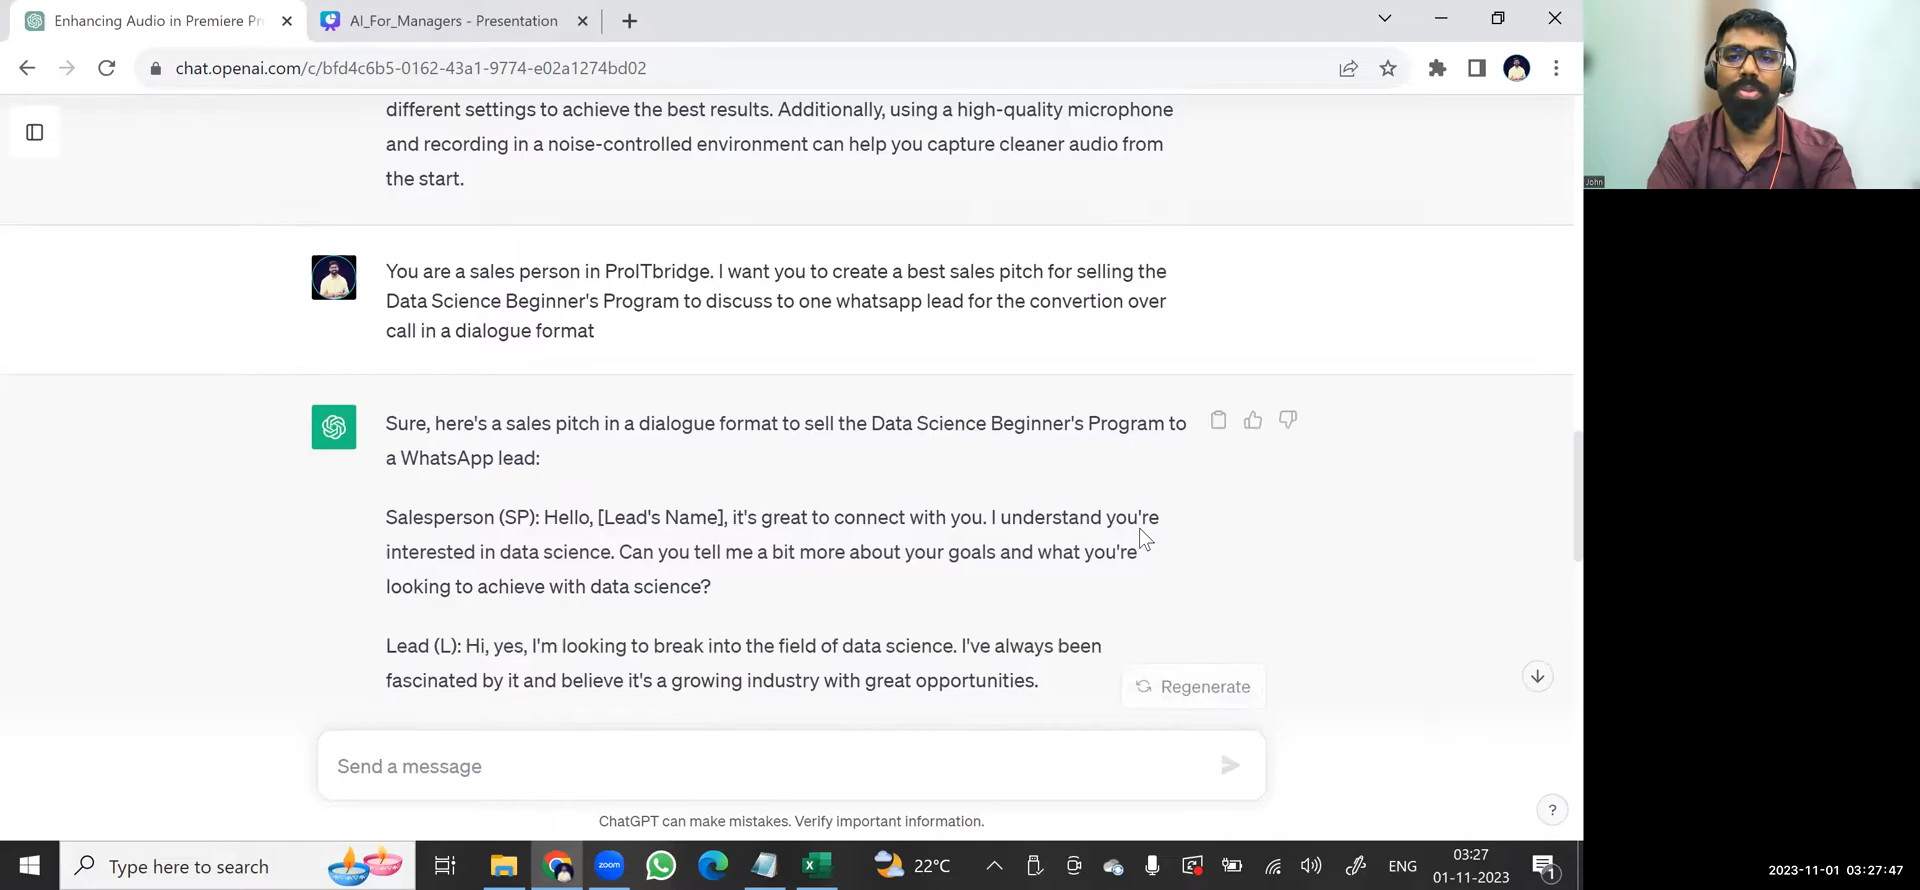 Enhancing Audio in Premiere Pr
AI_For_Managers - Presentation
chat.openai.com/c/bfd4c6b5-0162-43a1-9774-e02a1274bd02
different settings to achieve the best results. Additionally, using a high-quality microphone
and recording in a noise-controlled environment can help you capture cleaner audio from
the start.
You are a sales person in ProITbridge. I want you to create a best sales pitch for selling the
Data Science Beginner's Program to discuss to one whatsapp lead for the convertion over
call in a dialogue format
Sure, here's a sales pitch in a dialogue format to sell the Data Science Beginner's Program to
a WhatsApp lead:
Salesperson (SP): Hello, [Lead's Name], it's great to connect with you. I understand you're
interested in data science. Can you tell me a bit more about your goals and what you're
looking to achieve with data science?
Lead (L): Hi, yes, I'm looking to break into the field of data science. I've always been
fascinated by it and believe it's a growing industry with great opportunities.
Regenerate
Send a message
ChatGPT can make mistakes. Verify important information.
?
Type here to search
zoom
22°C
ENG
03:27
01-11-2023
1
John
2023-11-01 03:27:47